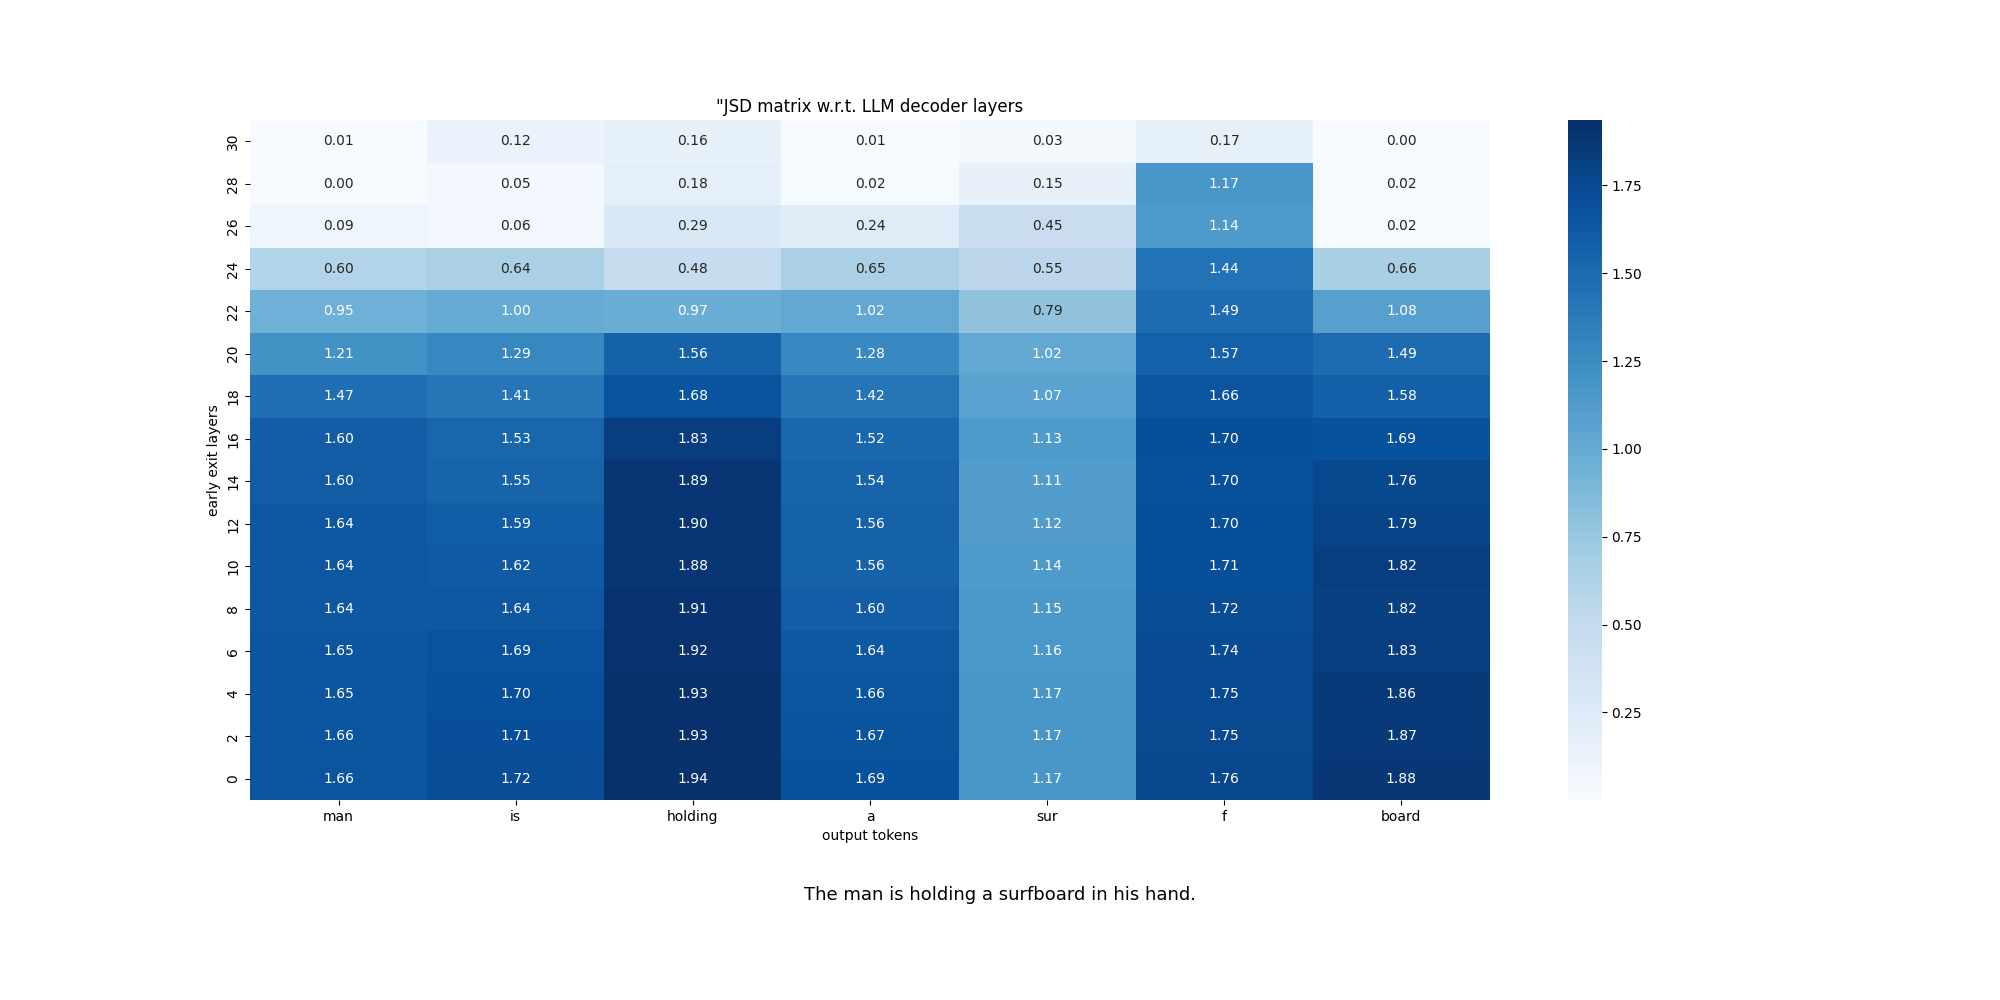 "JSD matrix w.r.t. LLM decoder layers
30 0.01 0.12 0.16 0.01 0.03 0.17 0.00
28 0.00 0.05 0.18 0.02 0.15 1.17 0.02
26 0.09 0.06 0.29 0.24 0.45 1.14 0.02
24 0.60 0.64 0.48 0.65 0.55 1.44 0.66
22 0.95 1.00 0.97 1.02 0.79 1.49 1.08
20 1.21 1.29 1.56 1.28 1.02 1.57 1.49
18 1.47 1.41 1.68 1.42 1.07 1.66 1.58
16 1.60 1.53 1.83 1.52 1.13 1.70 1.69
14 1.60 1.55 1.89 1.54 1.11 1.70 1.76
12 1.64 1.59 1.90 1.56 1.12 1.70 1.79
10 1.64 1.62 1.88 1.56 1.14 1.71 1.82
8 1.64 1.64 1.91 1.60 1.15 1.72 1.82
6 1.65 1.69 1.92 1.64 1.16 1.74 1.83
4 1.65 1.70 1.93 1.66 1.17 1.75 1.86
2 1.66 1.71 1.93 1.67 1.17 1.75 1.87
0 1.66 1.72 1.94 1.69 1.17 1.76 1.88
early exit layers
man is holding a sur f board
output tokens
1.75
1.50
1.25
1.00
0.75
0.50
0.25
The man is holding a surfboard in his hand.